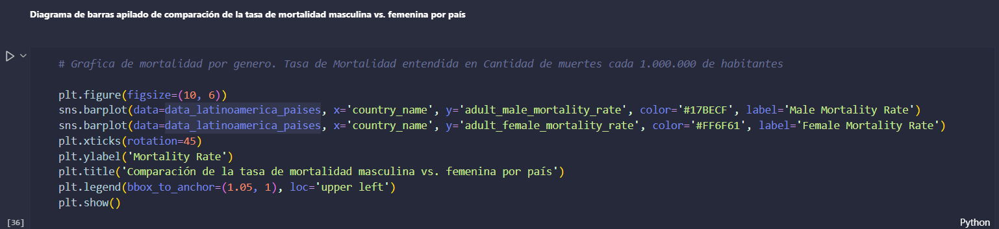 Diagrama de barras apilado de comparación de la tasa de mortalidad masculina vs. femenina por país
# Grafica de mortalidad por genero. Tasa de Mortalidad entendida en Cantidad de muertes cada 1.000.000 de habitantes
plt.figure(figsize=(10, 6))
sns.barplot(data=data_latinoamerica_paises, x='country_name', y='adult_male_mortality_rate', color='#17BECF', label='Male Mortality Rate')
sns.barplot(data=data_latinoamerica_paises, x='country_name', y='adult_female_mortality_rate', color='#FF6F61', label='Female Mortality Rate')
plt.xticks(rotation=45)
plt.ylabel('Mortality Rate')
plt.title('Comparación de la tasa de mortalidad masculina vs. femenina por país')
plt.legend(bbox_to_anchor=(1.05, 1), loc='upper left')
plt.show()
[36]
Python